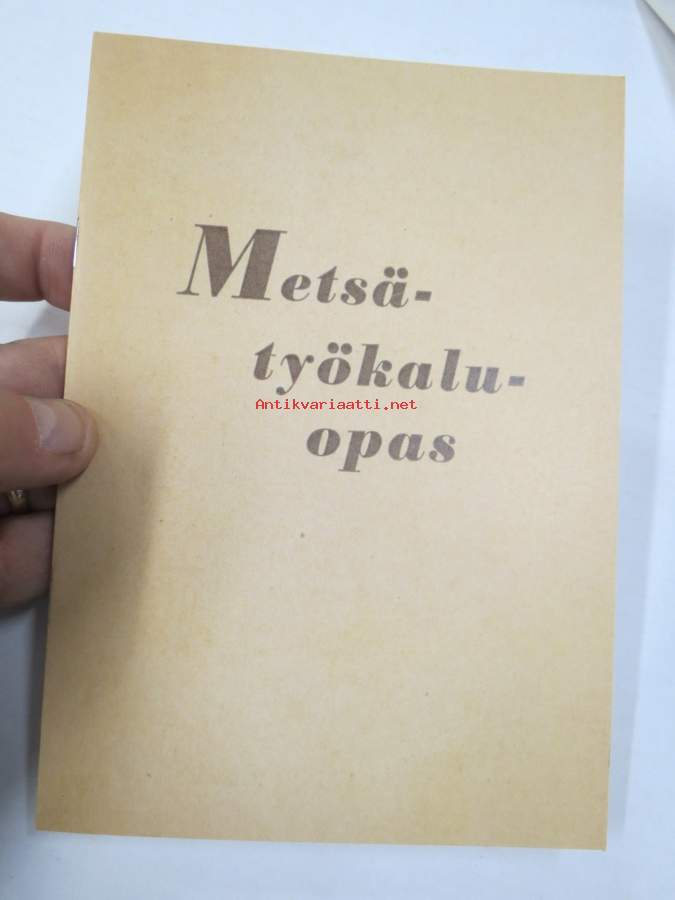 Metsä-
työkalu-
Antikvariaatti.net
opas